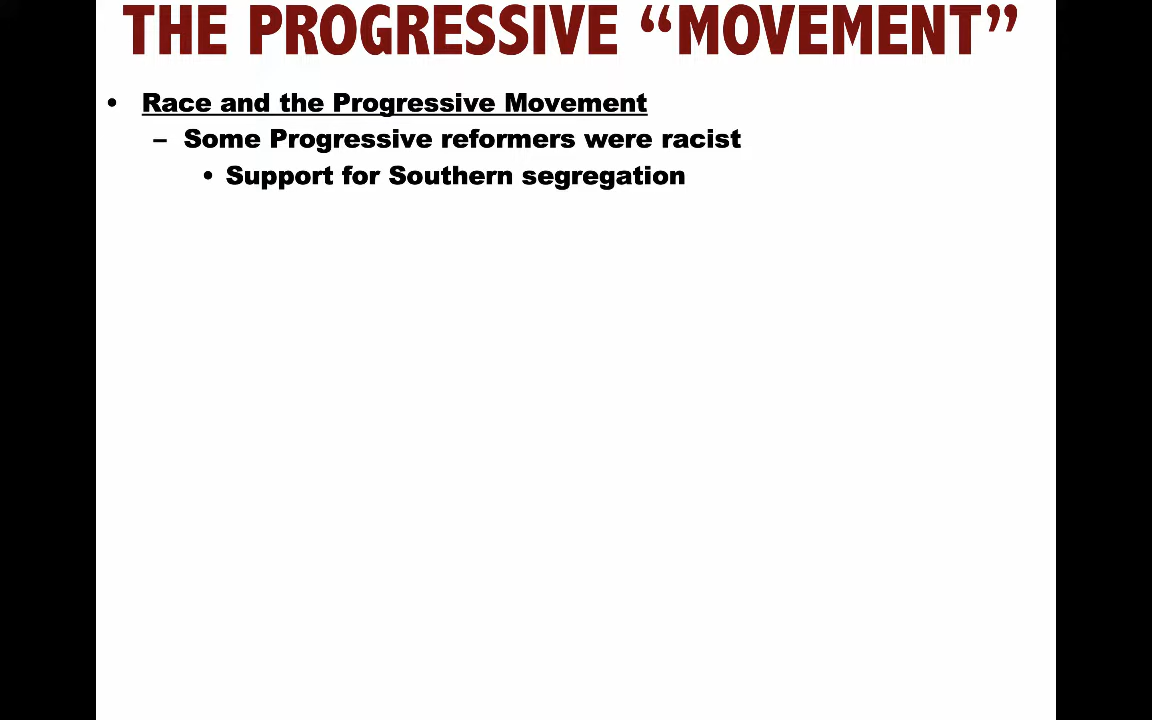 THE PROGRESSIVE “MOVEMENT”
• Race and the Progressive Movement
– Some Progressive reformers were racist
• Support for Southern segregation